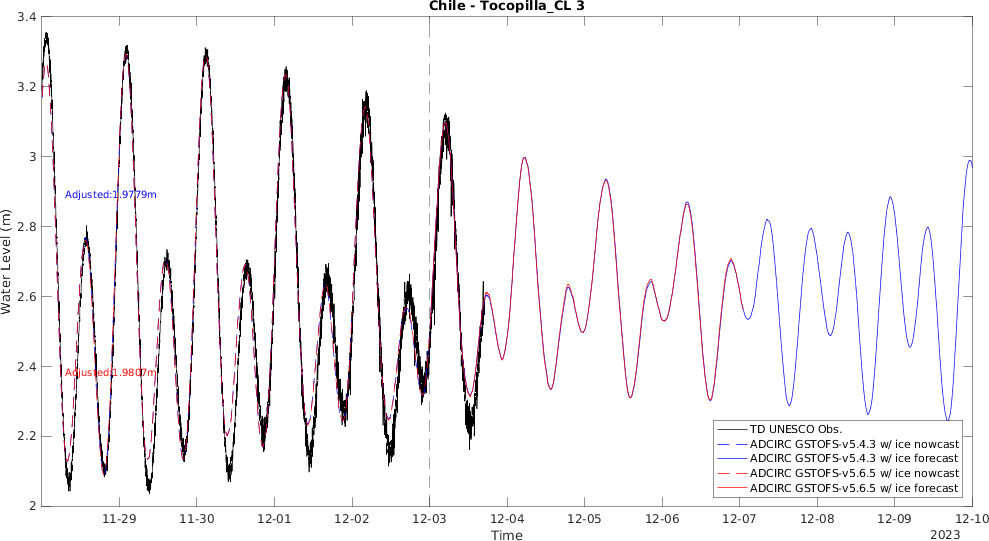 Chile - Tocopilla_CL 3
Water Level (m)
3.4
3.2
3
2.8
2.6
2.4
2.2
2
Adjusted:1.9779m
Adjusted:1.9807m
TD UNESCO Obs.
ADCIRC GSTOFS-v5.4.3 w/ ice nowcast
ADCIRC GSTOFS-v5.4.3 w/ ice forecast
ADCIRC GSTOFS-v5.6.5 w/ ice nowcast
ADCIRC GSTOFS-v5.6.5 w/ ice forecast
11-29 11-30 12-01 12-02 12-03 12-04 12-05 12-06 12-07 12-08 12-09 12-10
Time
2023